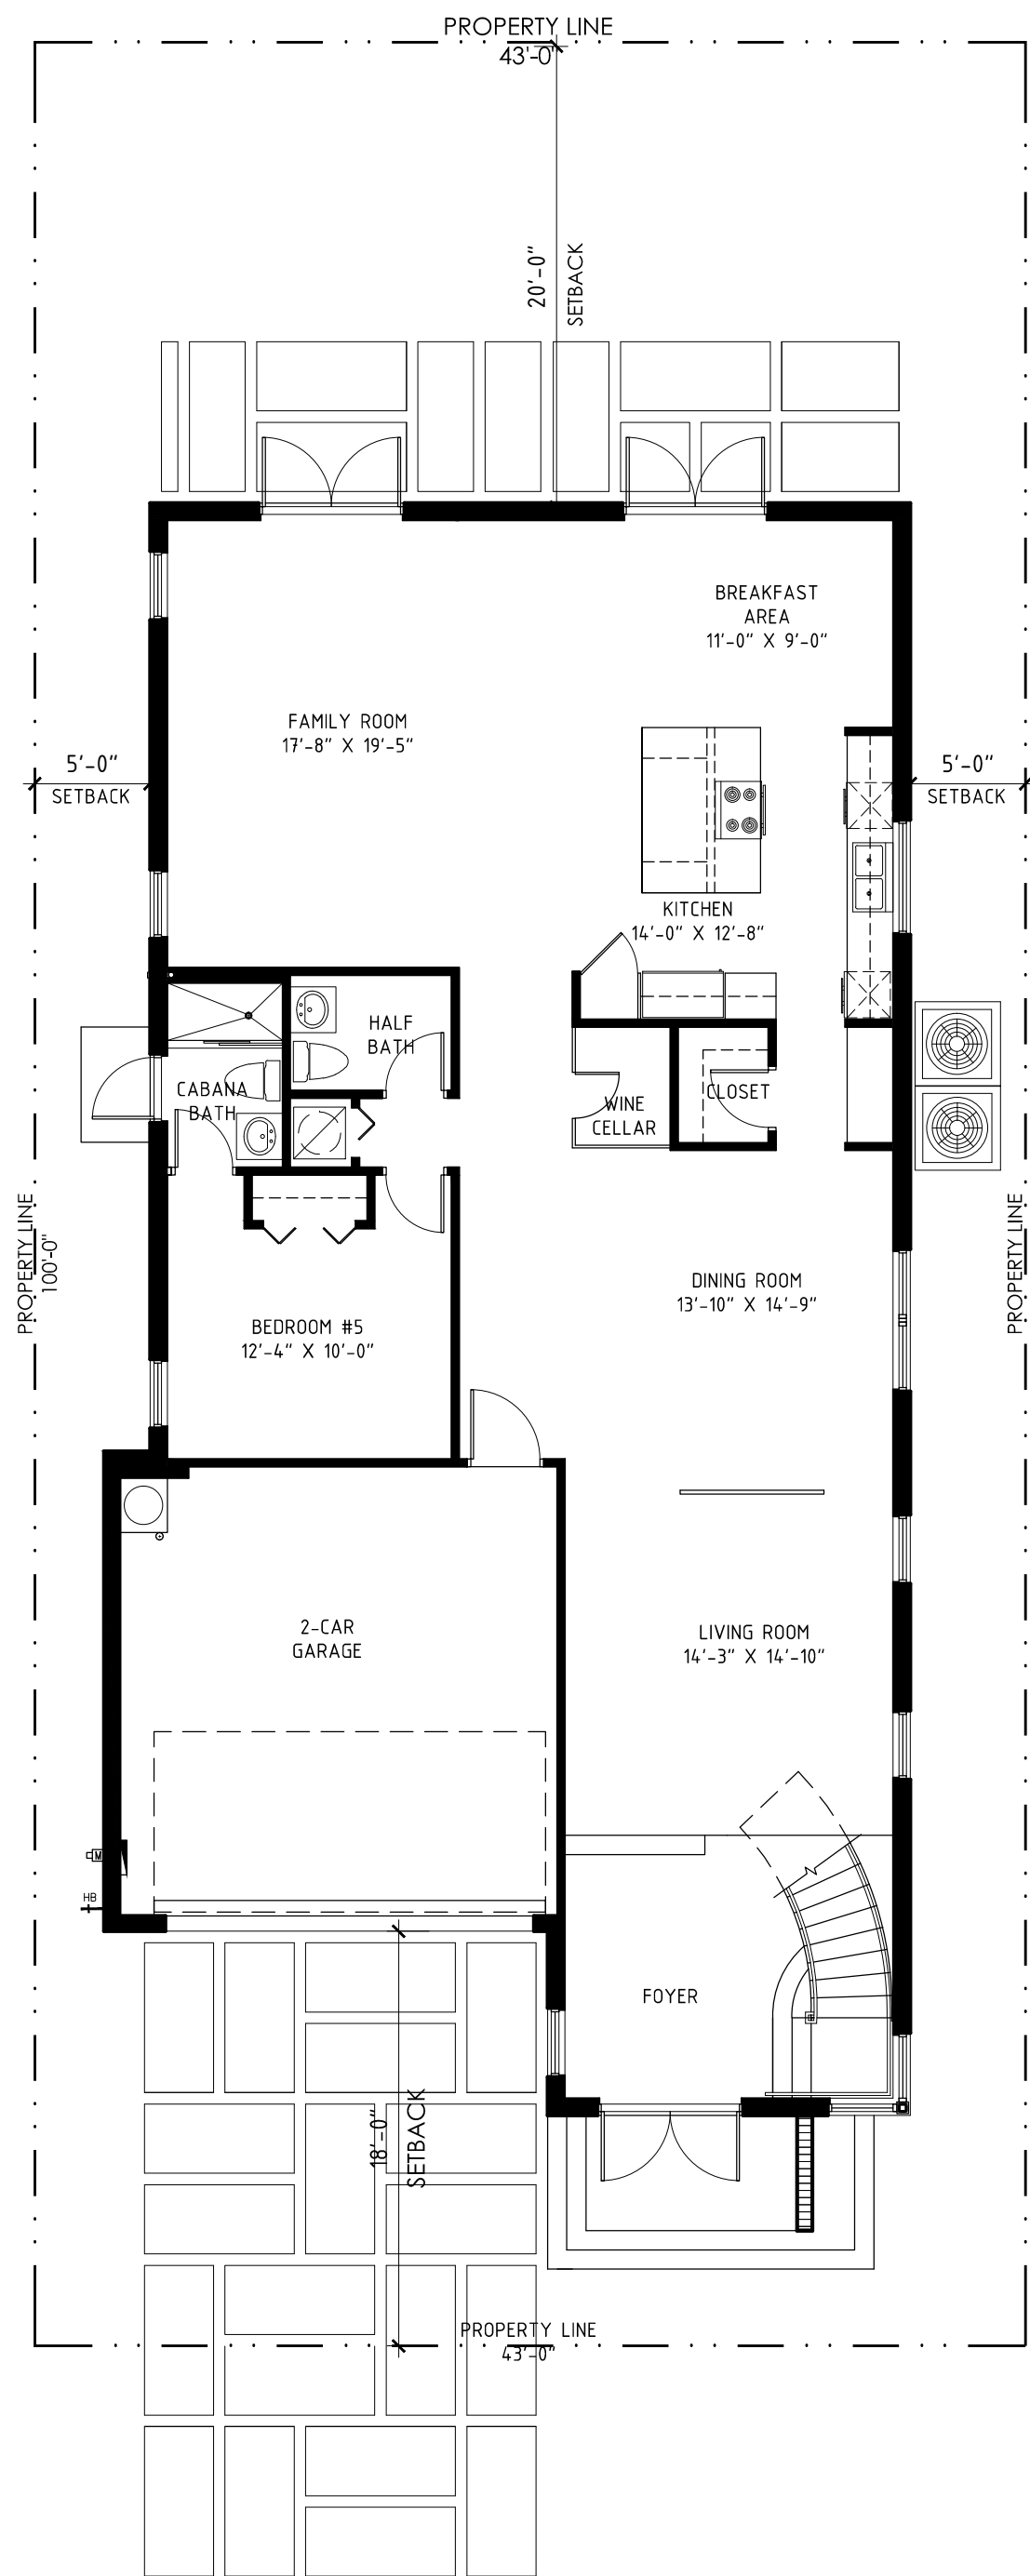 PROPERTY LINE
43'-0"
20'-0"
SETBACK
BREAKFAST
AREA
11'-0" X 9'-0"
FAMILY ROOM
17'-8" X 19'-5"
5'-0"
SETBACK
5'-0"
SETBACK
KITCHEN
14'-0" X 12'-8"
HALF
BATH
CABANA
BATH
CLOSET
WINE
CELLAR
PROPERTY LINE
100'-0"
PROPERTY LINE
DINING ROOM
13'-10" X 14'-9"
BEDROOM #5
12'-4" X 10'-0"
2-CAR
GARAGE
LIVING ROOM
14'-3" X 14'-10"
M
HB
FOYER
18'-0"
SETBACK
PROPERTY LINE
43'-0"